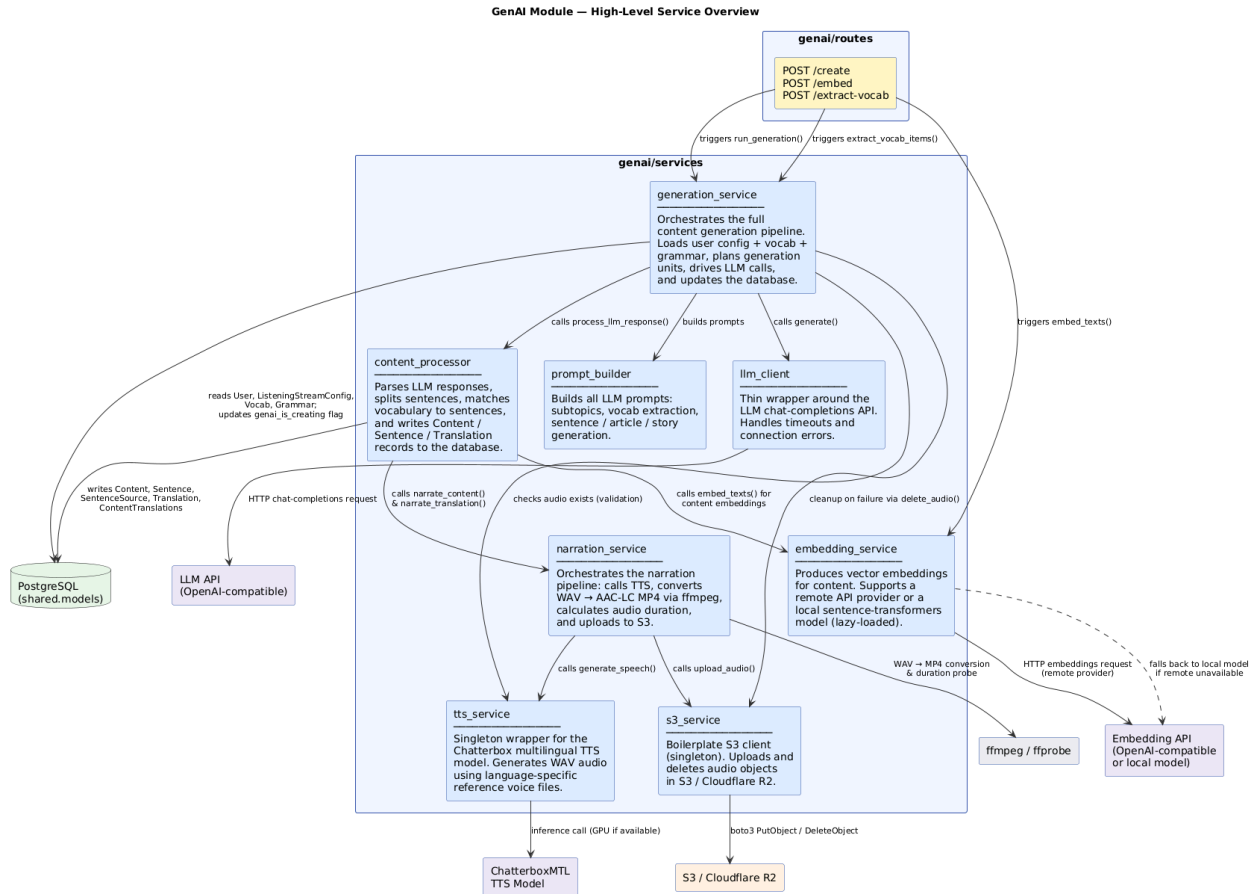 GenAI Module — High-Level Service Overview
genai/routes
POST /create
POST /embed
POST /extract-vocab
triggers run_generation()
triggers extract_vocab_items()
genai/services
generation_service
Orchestrates the full
content generation pipeline.
Loads user config + vocab +
grammar, plans generation
units, drives LLM calls,
and updates the database.
triggers embed_texts()
calls process_llm_response()
builds prompts
calls generate()
content_processor
Parses LLM responses,
splits sentences, matches
vocabulary to sentences,
and writes Content /
Sentence / Translation
records to the database.
prompt_builder
Builds all LLM prompts:
subtopics, vocab extraction,
sentence / article / story
generation.
llm_client
Thin wrapper around the
LLM chat-completions API.
Handles timeouts and
connection errors.
reads User, ListeningStreamConfig,
Vocab, Grammar;
updates genai_is_creating flag
writes Content, Sentence,
SentenceSource, Translation,
ContentTranslations
HTTP chat-completions request
calls narrate_content()
& narrate_translation()
checks audio exists (validation)
calls embed_texts() for
content embeddings
cleanup on failure via delete_audio()
PostgreSQL
(shared.models)
LLM API
(OpenAI-compatible)
narration_service
Orchestrates the narration
pipeline: calls TTS, converts
WAV → AAC-LC MP4 via ffmpeg,
calculates audio duration,
and uploads to S3.
embedding_service
Produces vector embeddings
for content. Supports a
remote API provider or a
local sentence-transformers
model (lazy-loaded).
calls generate_speech()
calls upload_audio()
WAV → MP4 conversion
& duration probe
HTTP embeddings request
(remote provider)
falls back to local model
if remote unavailable
tts_service
Singleton wrapper for the
Chatterbox multilingual TTS
model. Generates WAV audio
using language-specific
reference voice files.
s3_service
Boilerplate S3 client
(singleton). Uploads and
deletes audio objects
in S3 / Cloudflare R2.
ffmpeg / ffprobe
Embedding API
(OpenAI-compatible
or local model)
inference call (GPU if available)
boto3 PutObject / DeleteObject
ChatterboxMTL
TTS Model
S3 / Cloudflare R2